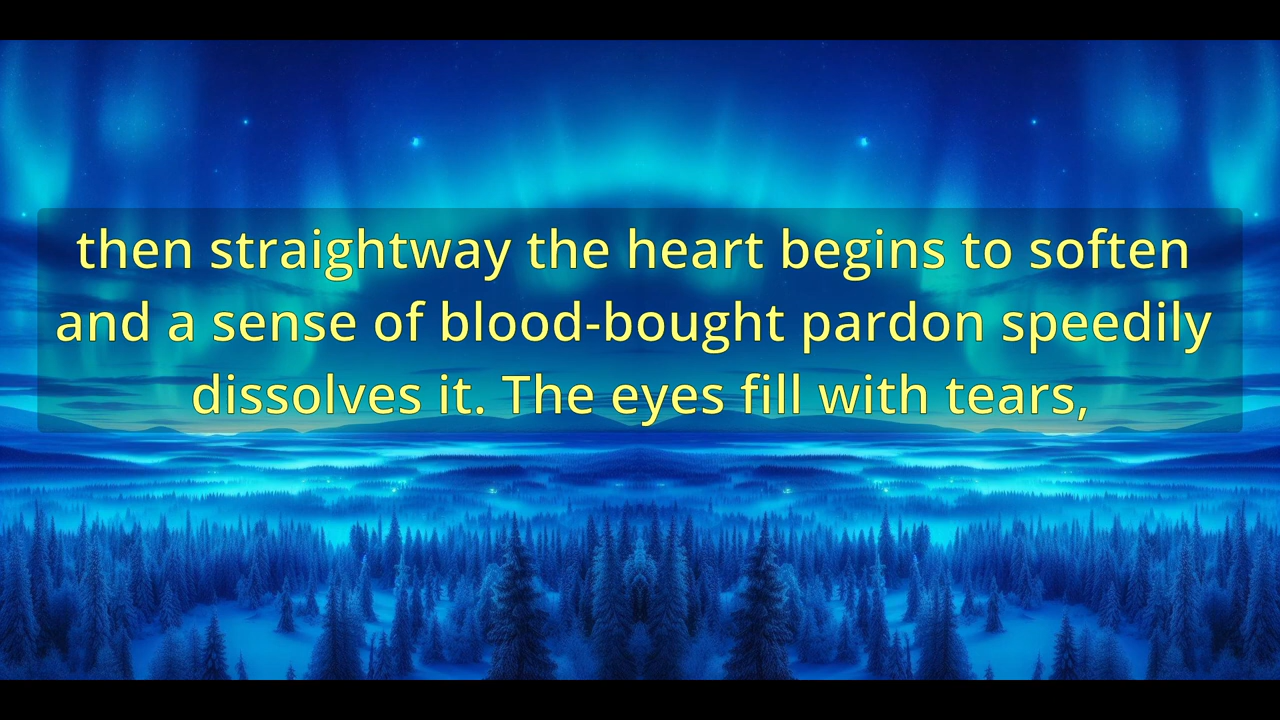 then straightway the heart begins to soften
and a sense of blood-bought pardon speedily
dissolves it. The eyes fill with tears,